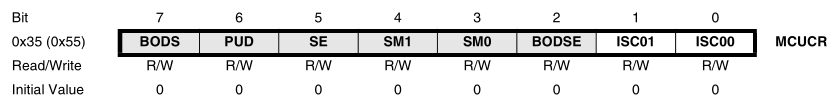 Bit 7 6 5 4 3 2 1 0
0x35 (0x55) BODS PUD SE SM1 SM0 BODSE ISC01 ISC00 MCUCR
Read/Write R/W R/W R/W R/W R/W R/W R/W R/W
Initial Value 0 0 0 0 0 0 0 0